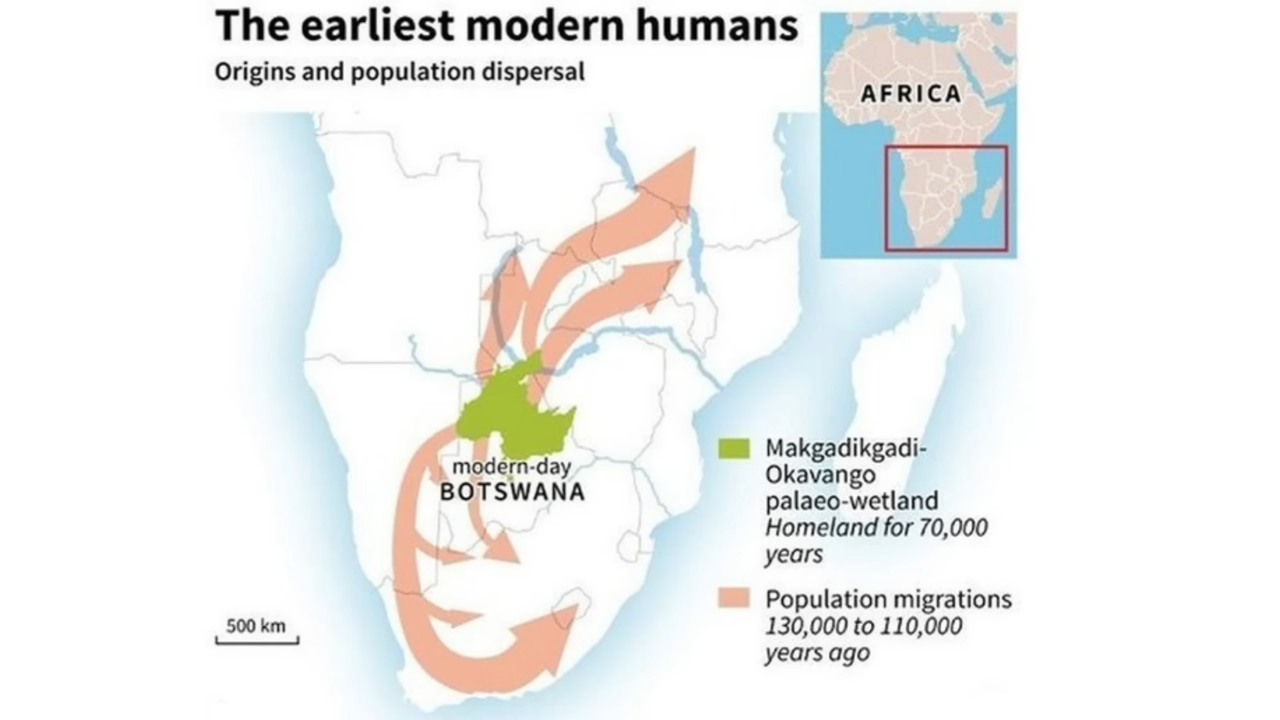 The earliest modern humans
Origins and population dispersal
AFRICA
modern-day
BOTSWANA
Makgadikgadi-
Okavango
palaeo-wetland
Homeland for 70,000
years
Population migrations
130,000 to 110,000
years ago
500 km